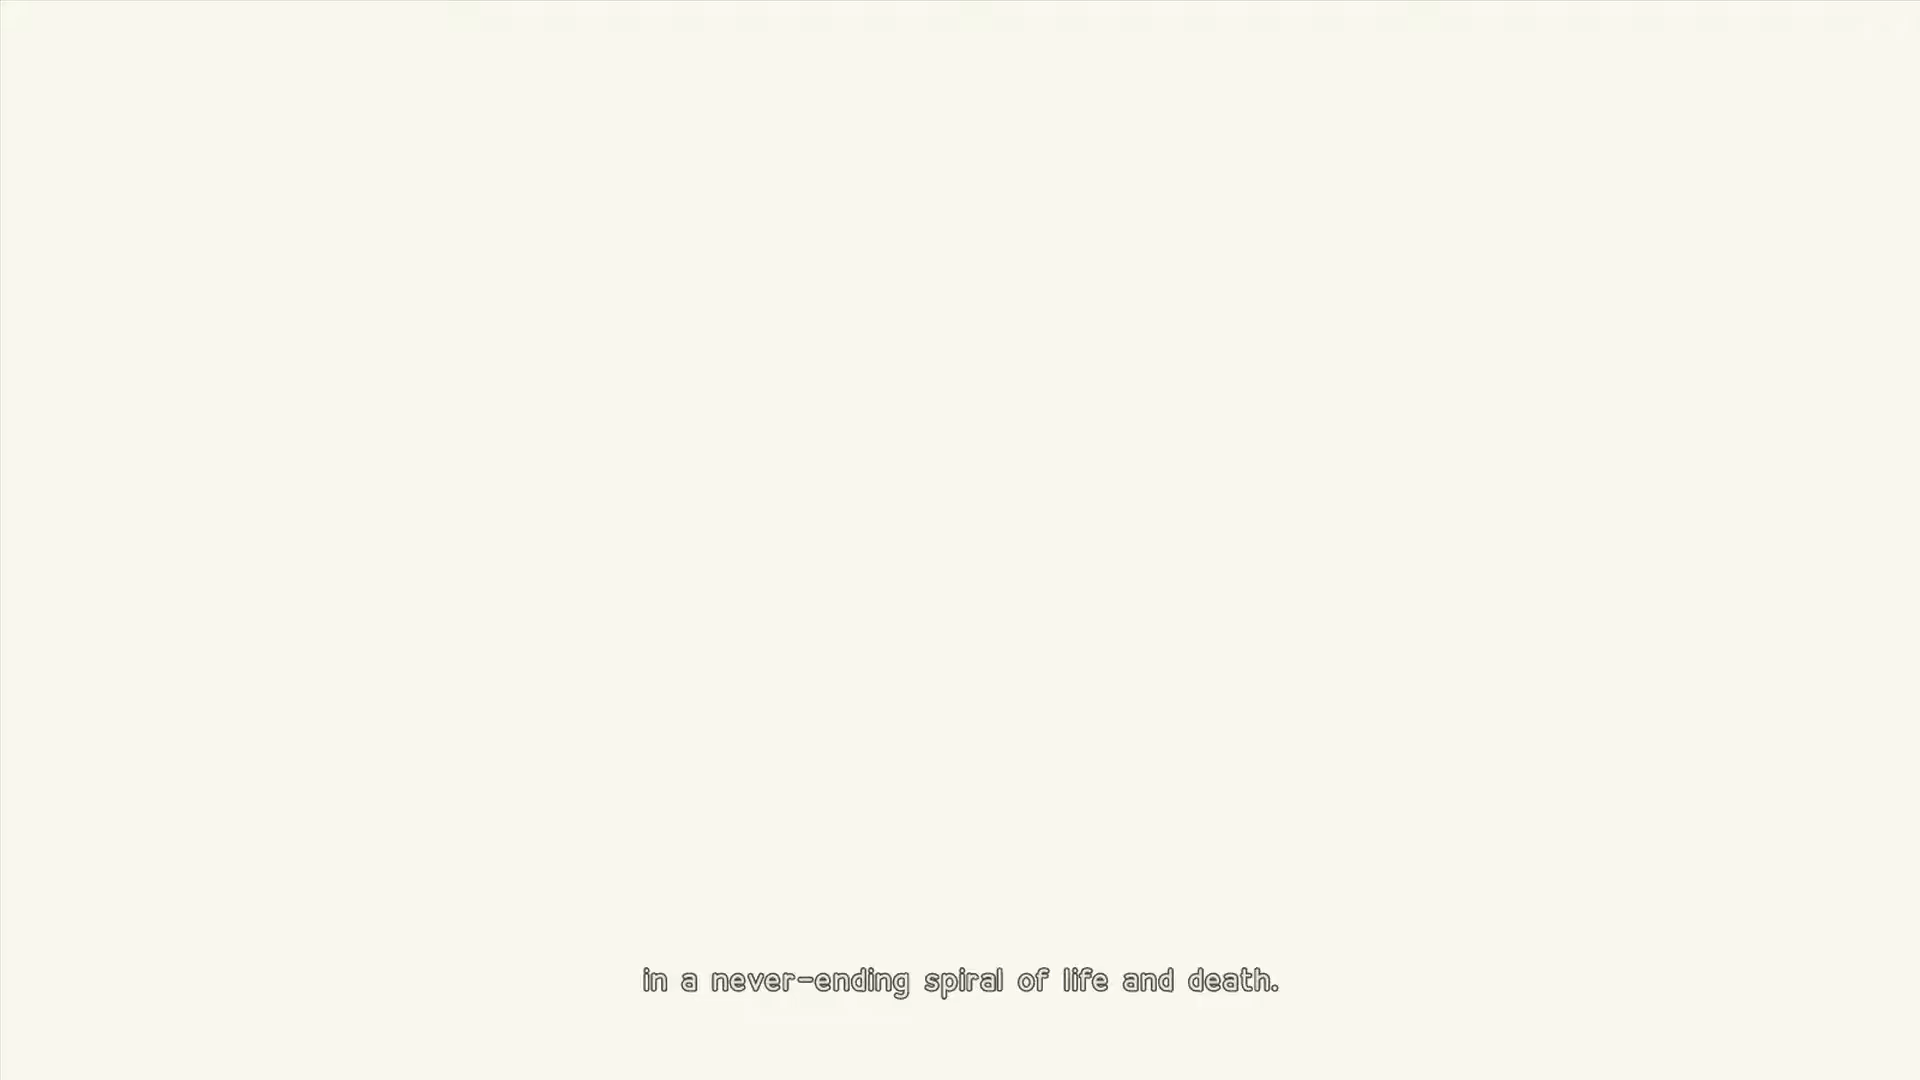 in a never-ending spiral of life and death.